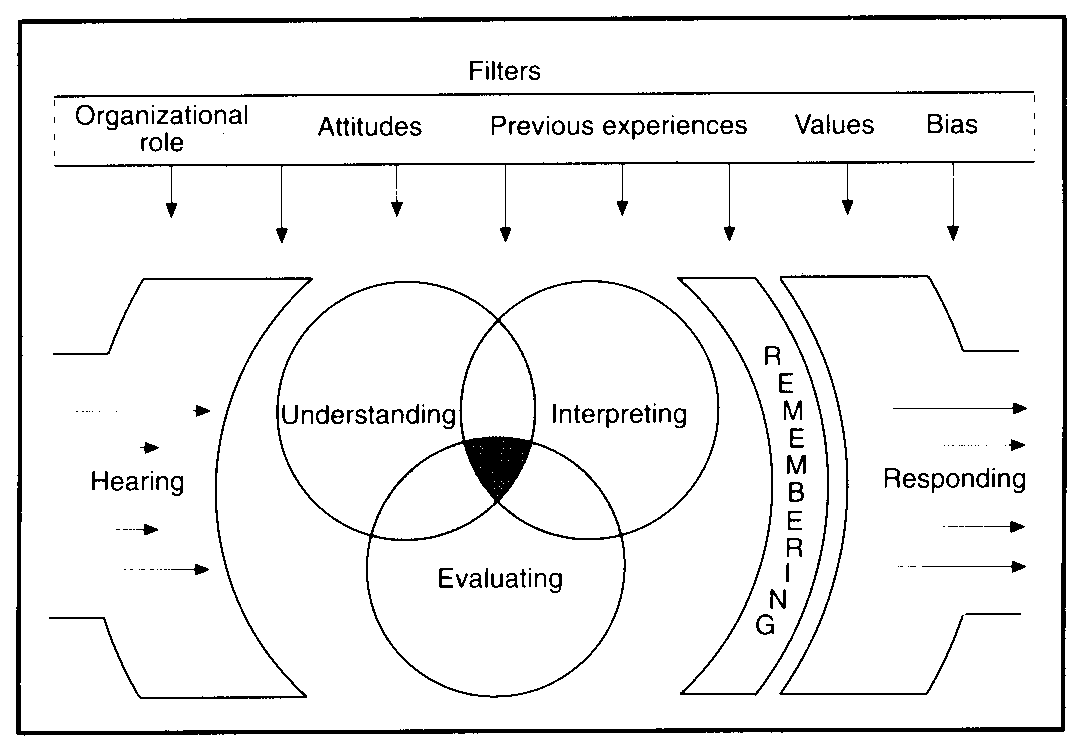 Filters
Organizational
role
Attitudes
Previous experiences
Values
Bias
Hearing
Understanding
Interpreting
Evaluating
REMEMBERING
Responding